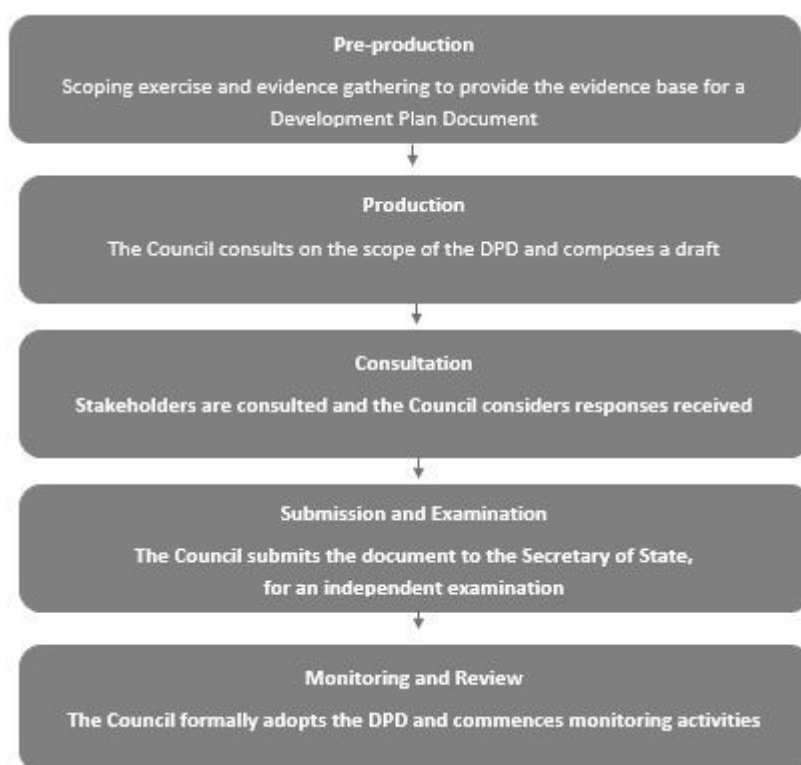 Pre-production
Scoping exercise and evidence gathering to provide the evidence base for a
Development Plan Document
Production
The Council consults on the scope of the DPD and composes a draft
Consultation
Stakeholders are consulted and the Council considers responses received
Submission and Examination
The Council submits the document to the Secretary of State,
for an independent examination
Monitoring and Review
The Council formally adopts the DPD and commences monitoring activities